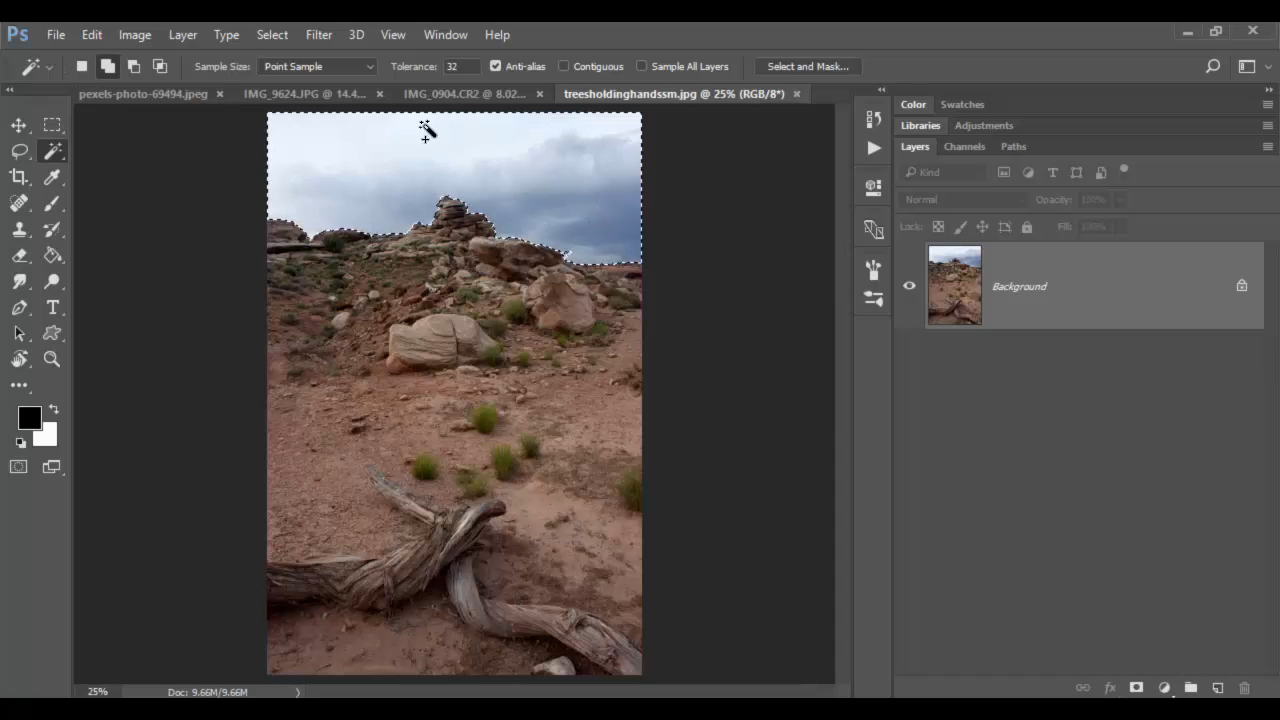 Ps File Edit Image Layer Type Select Filter 3D View Window Help
Sample Size: Point Sample Tolerance: 32 Anti-alias Contiguous Sample All Layers Select and Mask...
pexels-photo-69494.jpeg IMG_9624.JPG @ 14.4... IMG_0904.CR2 @ 8.02... treesholdinghandssm.jpg @ 25% (RGB/8*)
Color Swatches
Libraries Adjustments
Layers Channels Paths
Kind
Normal Opacity: 100%
Lock: Fill: 100%
Background
25% Doc: 9.66M/9.66M